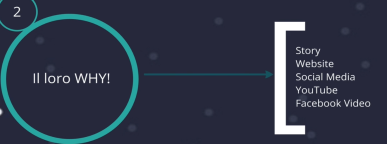 2
Il loro WHY!
Story
Website
Social Media
YouTube
Facebook Video